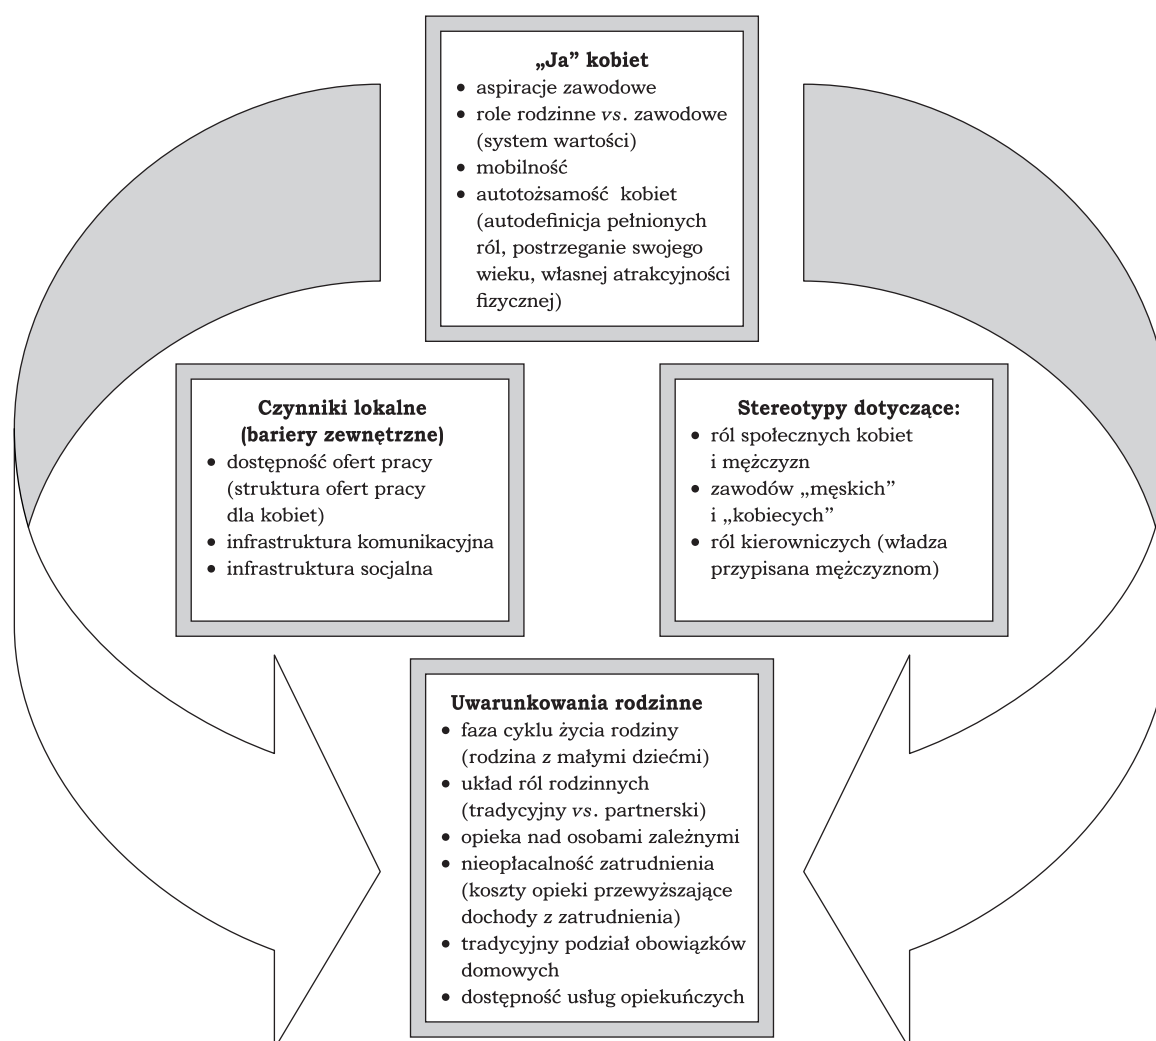 „Ja” kobiet
• aspiracje zawodowe
• role rodzinne vs. zawodowe
(system wartości)
• mobilność
• autotożsamość kobiet
(autodefinicja pełnionych
ról, postrzeganie swojego
wieku, własnej atrakcyjności
fizycznej)
Czynniki lokalne
(bariery zewnętrzne)
• dostępność ofert pracy
(struktura ofert pracy
dla kobiet)
• infrastruktura komunikacyjna
• infrastruktura socjalna
Stereotypy dotyczące:
• ról społecznych kobiet
i mężczyzn
• zawodów „męskich”
i „kobiecych”
• ról kierowniczych (władza
przypisana mężczyznom)
Uwarunkowania rodzinne
• faza cyklu życia rodziny
(rodzina z małymi dziećmi)
• układ ról rodzinnych
(tradycyjny vs. partnerski)
• opieka nad osobami zależnymi
• nieopłacalność zatrudnienia
(koszty opieki przewyższające
dochody z zatrudnienia)
• tradycyjny podział obowiązków
domowych
• dostępność usług opiekuńczych